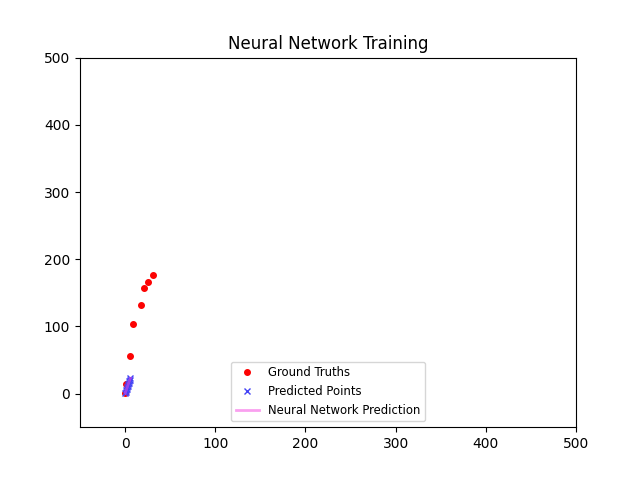 Neural Network Training
500
400
300
200
100
0
Ground Truths
Predicted Points
Neural Network Prediction
0 100 200 300 400 500